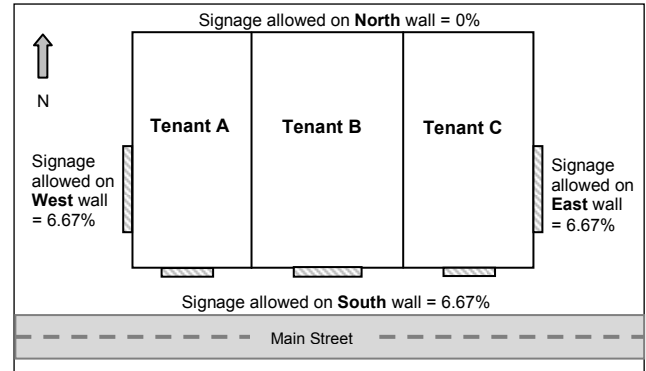 Signage allowed on North wall = 0%
N
Tenant A
Tenant B
Tenant C
Signage
allowed on
West wall
= 6.67%
Signage
allowed on
East wall
= 6.67%
Signage allowed on South wall = 6.67%
Main Street